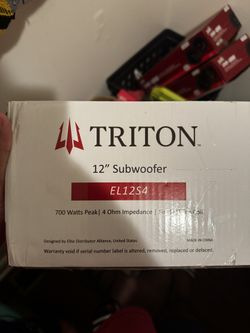 TRITON
12" Subwoofer
EL12S4
700 Watts Peak| 4 Ohm Impedance |
Designed by Elite Distributor Alliance, United States
MADE IN CHINA
Warranty void if serial number label is altered, removed, replaced or defaced.